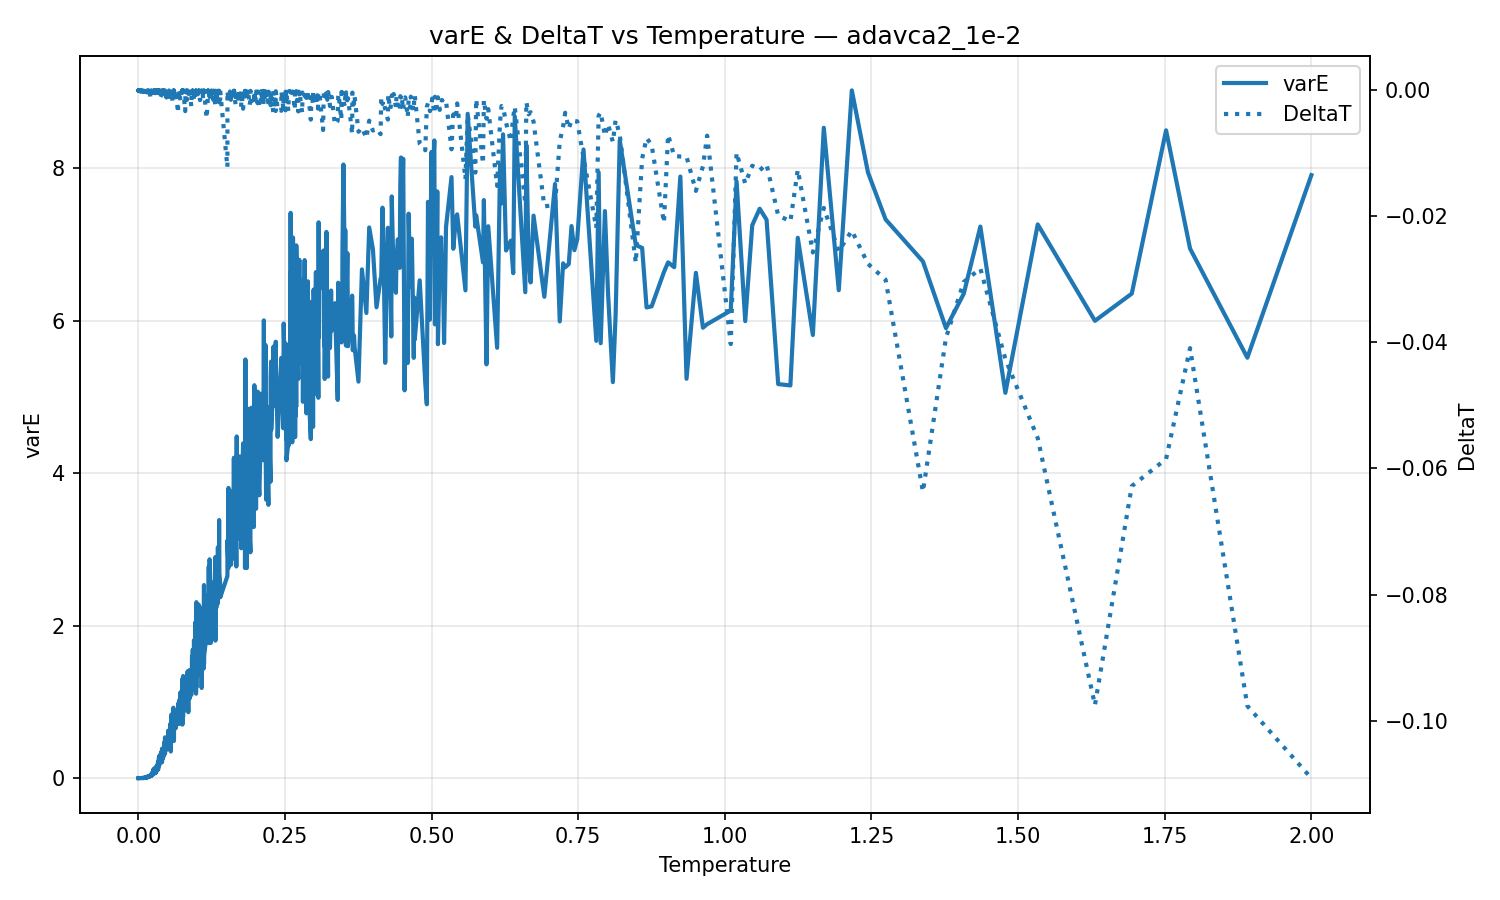 varE & DeltaT vs Temperature — adavca2_1e-2
varE
DeltaT
8
6
4
2
0
varE
0.00
−0.02
−0.04
−0.06
−0.08
−0.10
DeltaT
0.00 0.25 0.50 0.75 1.00 1.25 1.50 1.75 2.00
Temperature